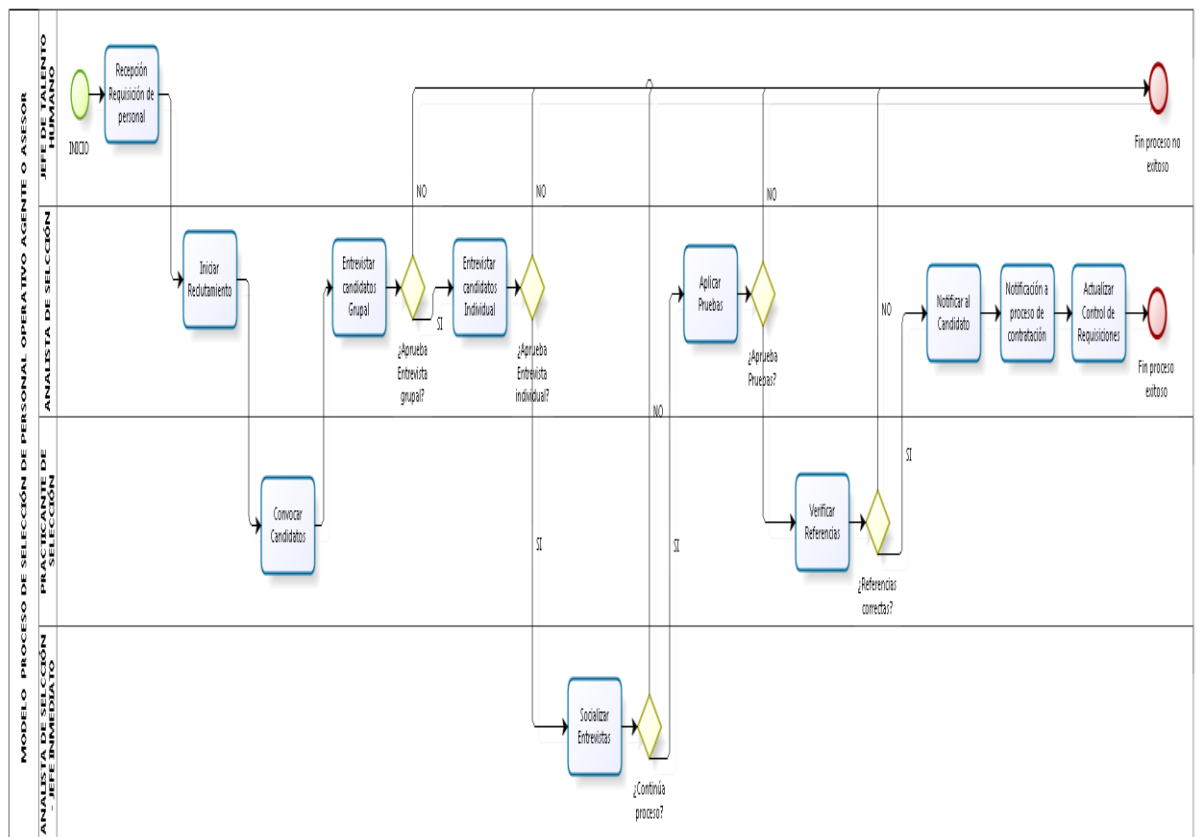 MODELO PROCESO DE SELECCIÓN DE PERSONAL OPERATIVO AGENTE O ASESOR
JEFE DE TALENTO
HUMANO
INICIO
Recepción
Requisición de
personal
NO
NO
NO
Fin proceso no
exitoso
ANALISTA DE SELCCIÓN
Iniciar
Reclutamiento
Entrevistar
candidatos
Grupal
¿Aprueba
Entrevista
grupal?
SI
Entrevistar
candidatos
Individual
¿Aprueba
Entrevista
individual?
NO
Aplicar
Pruebas
¿Aprueba
Pruebas?
NO
Notificar al
Candidato
Notificación a
proceso de
contratación
Actualizar
Control de
Requisiciones
Fin proceso
exitoso
PRACTICANTE DE
SELECCIÓN
Convocar
Candidatos
SI
SI
Verificar
Referencias
¿Referencias
correctas?
SI
ANALISTA DE SELCCIÓN
- JEFE INMEDIATO
Socializar
Entrevistas
¿Continúa
proceso?